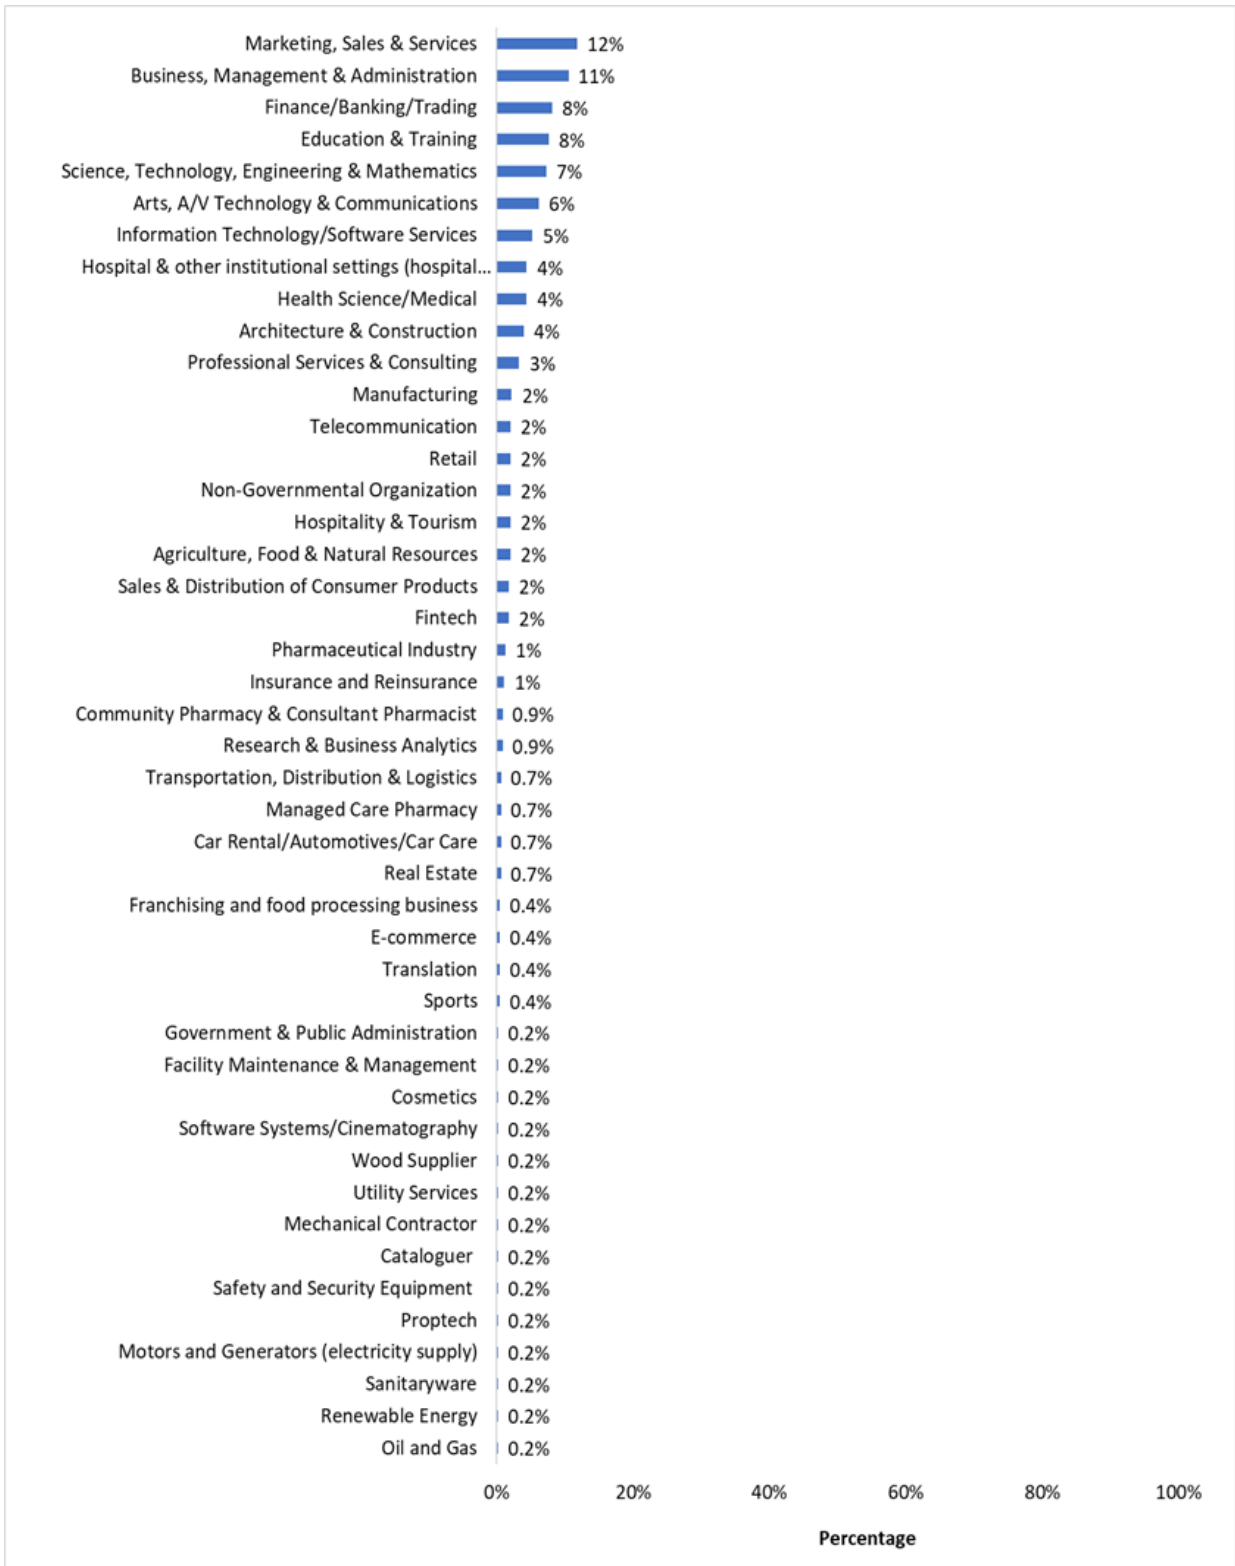 Marketing, Sales & Services 12%
Business, Management & Administration 11%
Finance/Banking/Trading 8%
Education & Training 8%
Science, Technology, Engineering & Mathematics 7%
Arts, A/V Technology & Communications 6%
Information Technology/Software Services 5%
Hospital & other institutional settings (hospital... 4%
Health Science/Medical 4%
Architecture & Construction 4%
Professional Services & Consulting 3%
Manufacturing 2%
Telecommunication 2%
Retail 2%
Non-Governmental Organization 2%
Hospitality & Tourism 2%
Agriculture, Food & Natural Resources 2%
Sales & Distribution of Consumer Products 2%
Fintech 2%
Pharmaceutical Industry 1%
Insurance and Reinsurance 1%
Community Pharmacy & Consultant Pharmacist 0.9%
Research & Business Analytics 0.9%
Transportation, Distribution & Logistics 0.7%
Managed Care Pharmacy 0.7%
Car Rental/Automotives/Car Care 0.7%
Real Estate 0.7%
Franchising and food processing business 0.4%
E-commerce 0.4%
Translation 0.4%
Sports 0.4%
Government & Public Administration 0.2%
Facility Maintenance & Management 0.2%
Cosmetics 0.2%
Software Systems/Cinematography 0.2%
Wood Supplier 0.2%
Utility Services 0.2%
Mechanical Contractor 0.2%
Cataloguer 0.2%
Safety and Security Equipment 0.2%
Proptech 0.2%
Motors and Generators (electricity supply) 0.2%
Sanitaryware 0.2%
Renewable Energy 0.2%
Oil and Gas 0.2%
0% 20% 40% 60% 80% 100%
Percentage